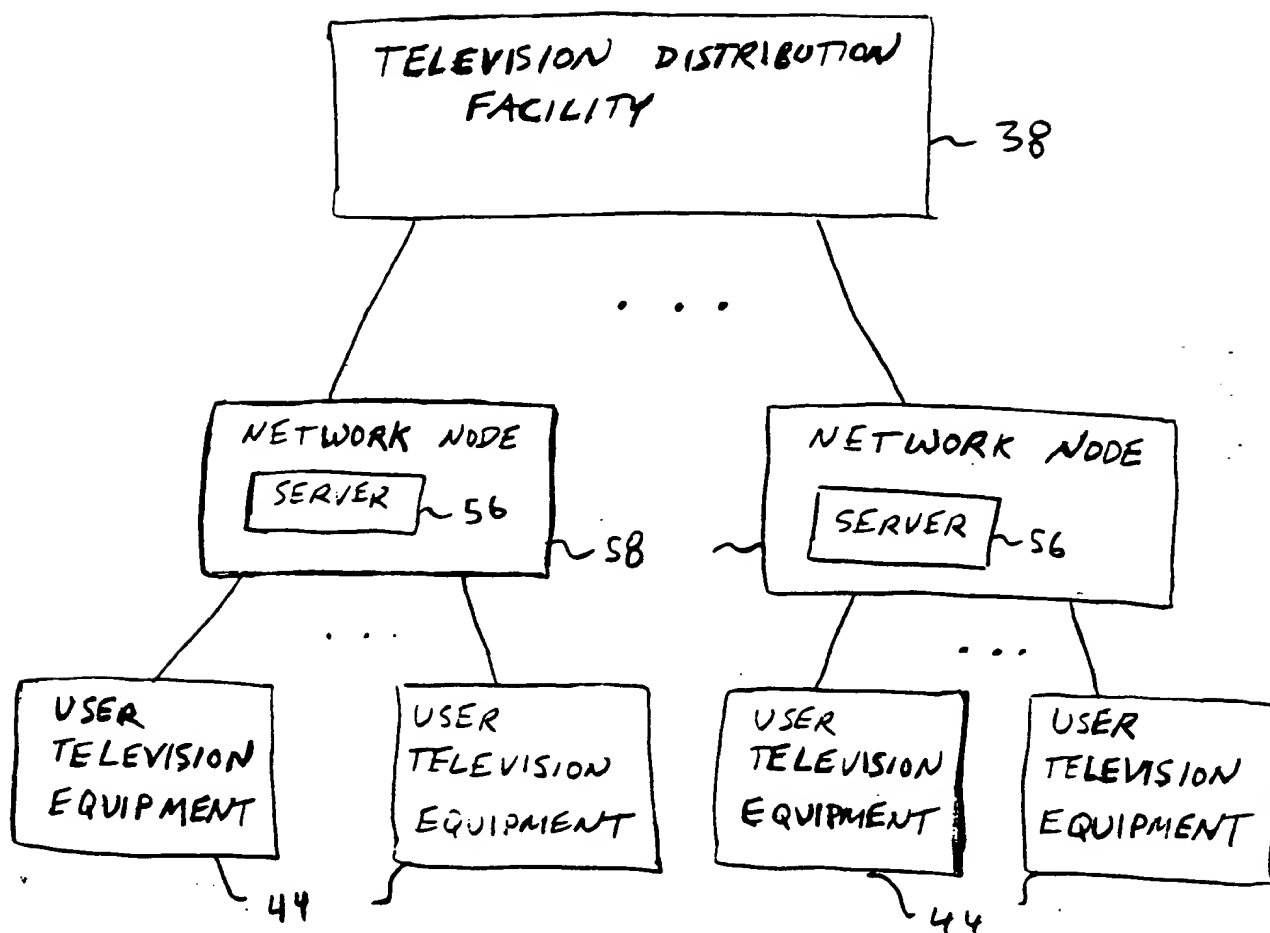 TELEVISION DISTRIBUTION
FACILITY
38
NETWORK NODE
SERVER
56
58
NETWORK NODE
SERVER
56
USER
TELEVISION
EQUIPMENT
USER
TELEVISION
EQUIPMENT
44
USER
TELEVISION
EQUIPMENT
USER
TELEVISION
EQUIPMENT
44